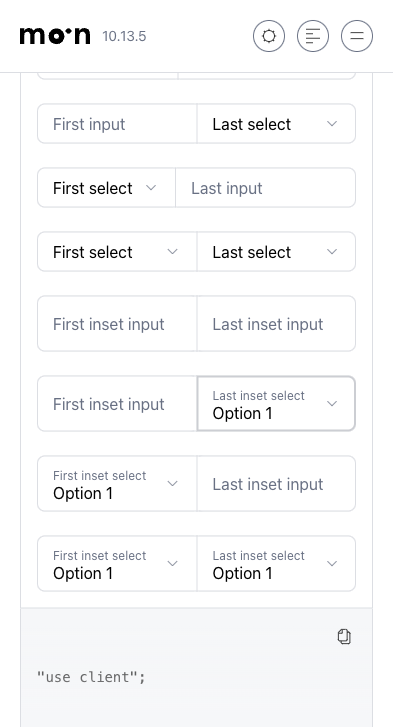 moon 10.13.5
First input Last select
First select Last input
First select Last select
First inset input Last inset input
First inset input Last inset select
Option 1
First inset select Last inset input
Option 1
First inset select Last inset select
Option 1 Option 1
"use client";